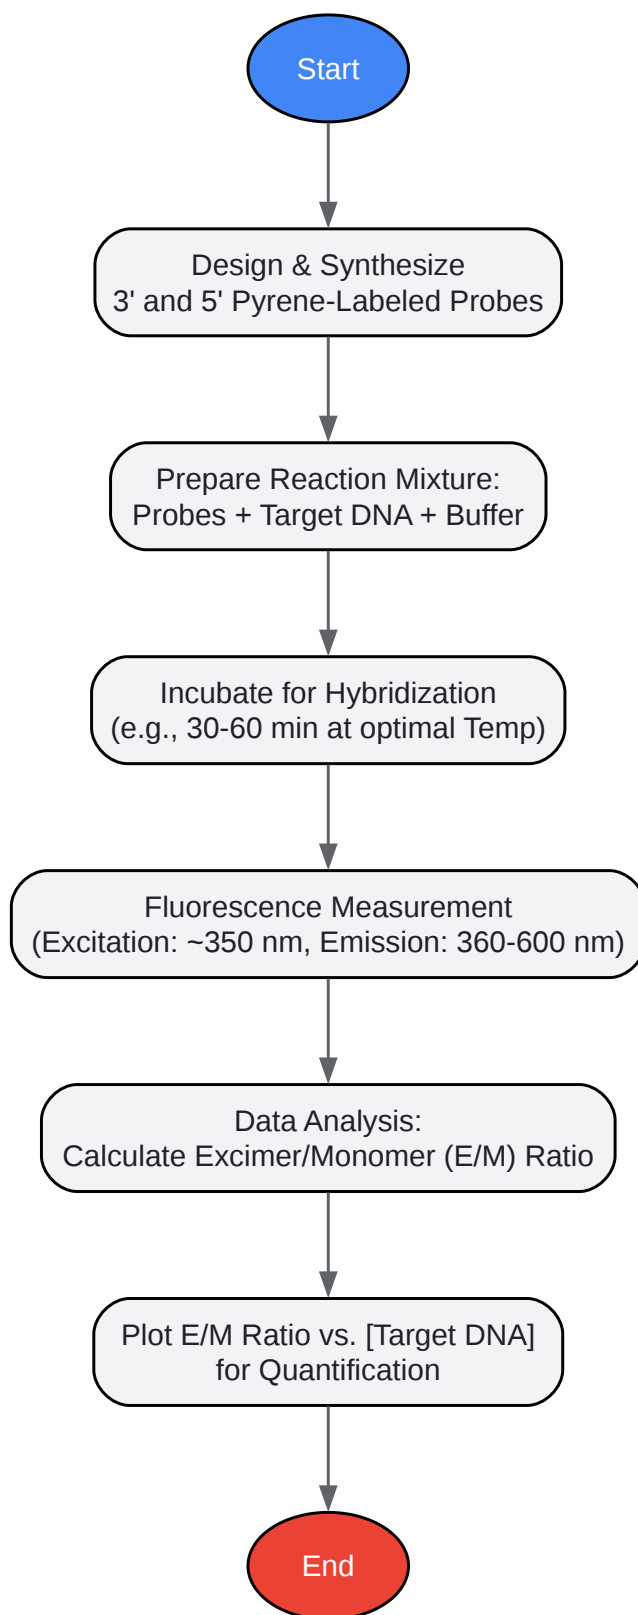 Start
Design & Synthesize
3' and 5' Pyrene-Labeled Probes
Prepare Reaction Mixture:
Probes + Target DNA + Buffer
Incubate for Hybridization
(e.g., 30-60 min at optimal Temp)
Fluorescence Measurement
(Excitation: ~350 nm, Emission: 360-600 nm)
Data Analysis:
Calculate Excimer/Monomer (E/M) Ratio
Plot E/M Ratio vs. [Target DNA]
for Quantification
End